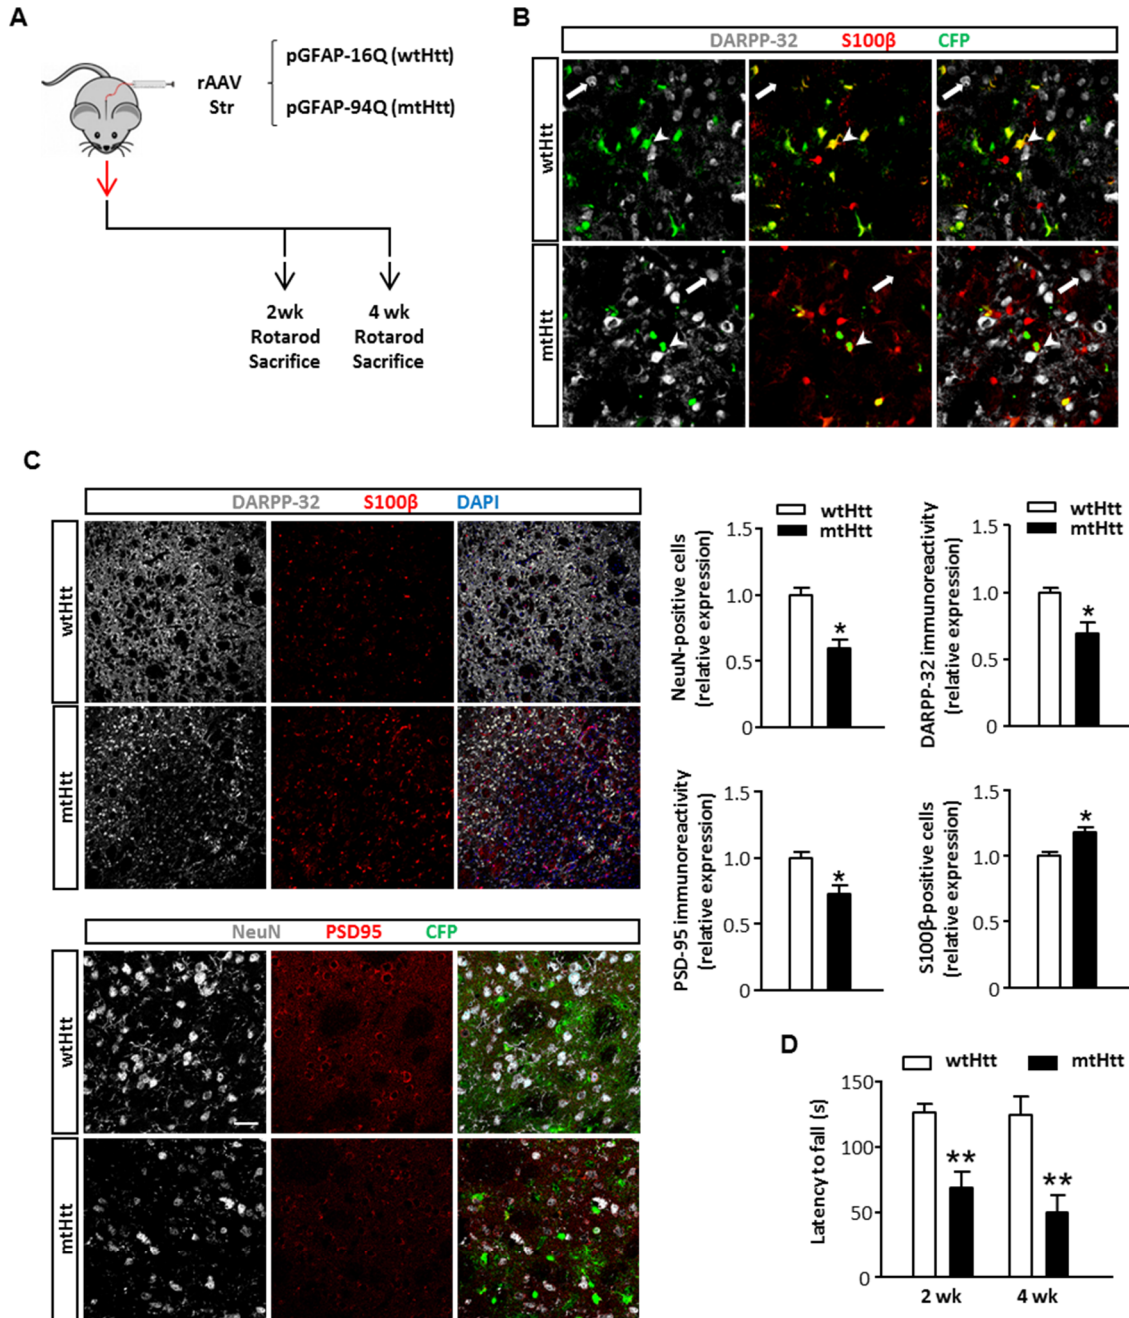 A
rAAV
Str
pGFAP-16Q (wtHtt)
pGFAP-94Q (mtHtt)
2wk
Rotarod
Sacrifice
4 wk
Rotarod
Sacrifice
B
DARPP-32 S100β CFP
wtHtt
mtHtt
C
DARPP-32 S100β DAPI
wtHtt
mtHtt
NeuN PSD95 CFP
wtHtt
mtHtt
wtHtt
mtHtt
NeuN-positive cells
(relative expression)
1.5
1.0
0.5
0
*
wtHtt
mtHtt
DARPP-32 immunoreactivity
(relative expression)
1.5
1.0
0.5
0
*
PSD-95 immunoreactivity
(relative expression)
1.5
1.0
0.5
0
*
S100β-positive cells
(relative expression)
1.5
1.0
0.5
0
*
D
wtHtt mtHtt
Latency to fall (s)
150
100
50
0
**
**
2 wk 4 wk